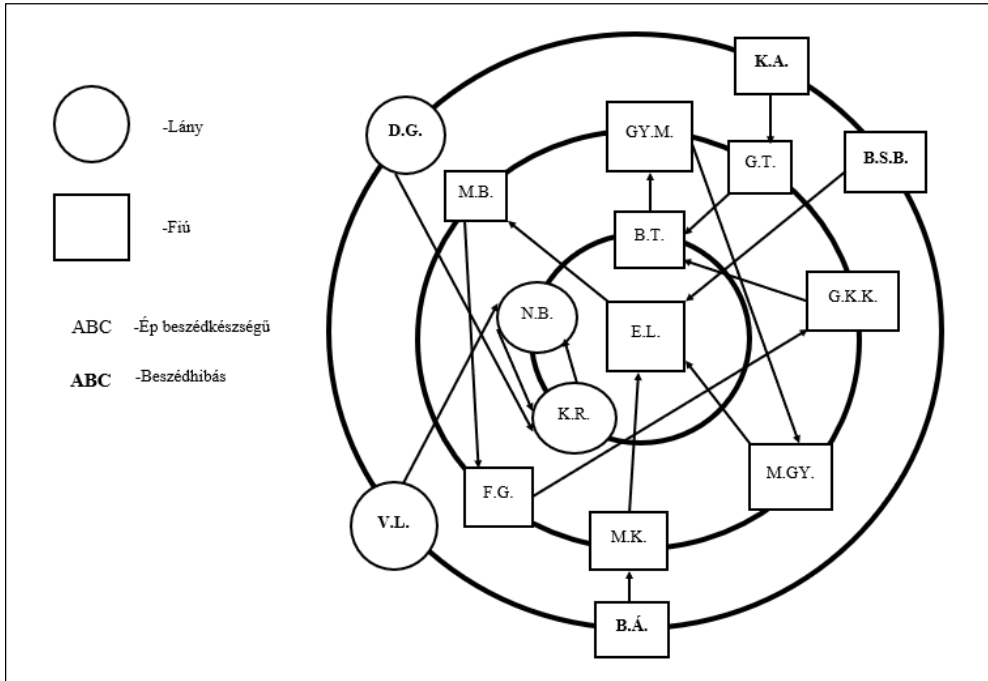 -Lány
-Fiú
ABC -Ép beszédkészségű
**ABC** -Beszédhibás
K.A.
D.G.
GY.M.
G.T.
B.S.B.
M.B.
B.T.
G.K.K.
N.B.
E.L.
K.R.
M.GY.
F.G.
V.L.
M.K.
B.Á.